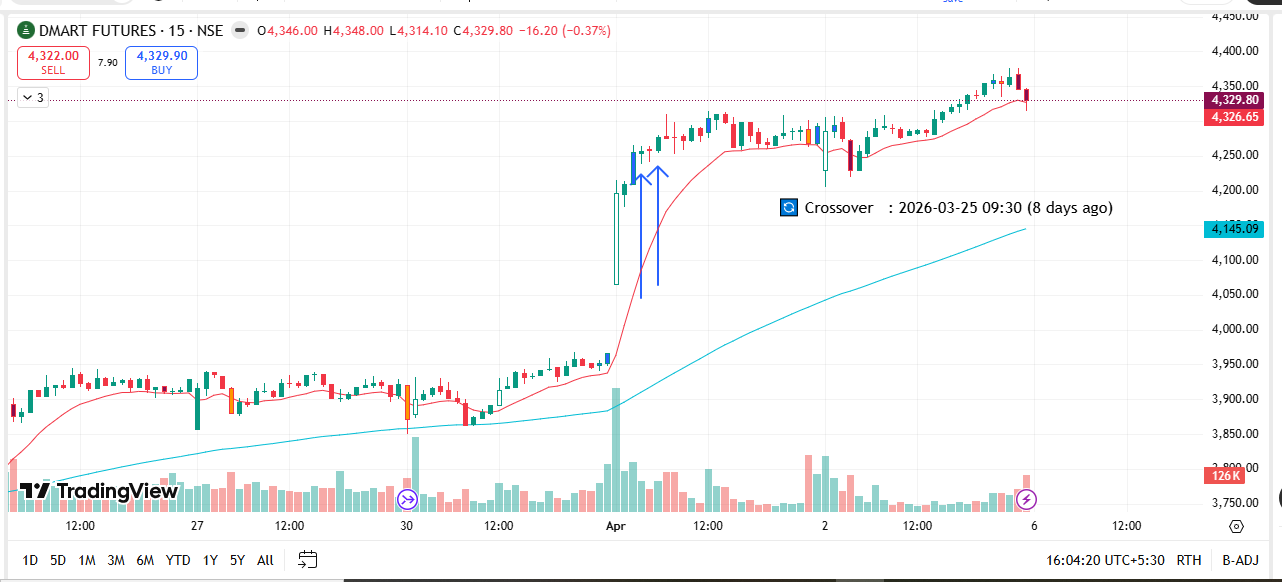 DMART FUTURES · 15 · NSE O4,346.00 H4,348.00 L4,314.10 C4,329.80 −16.20 (−0.37%)
4,322.00 7.90 4,329.90
SELL BUY
3
4,450.00
4,400.00
4,350.00
4,329.80
4,326.65
4,250.00
4,200.00
Crossover : 2026-03-25 09:30 (8 days ago)
4,145.09
4,100.00
4,050.00
4,000.00
3,950.00
3,900.00
3,850.00
3,800.00
126K
TradingView
3,750.00
12:00 27 12:00 30 12:00 Apr 12:00 2 12:00 6 12:00
1D 5D 1M 3M 6M YTD 1Y 5Y All 16:04:20 UTC+5:30 RTH B-ADJ